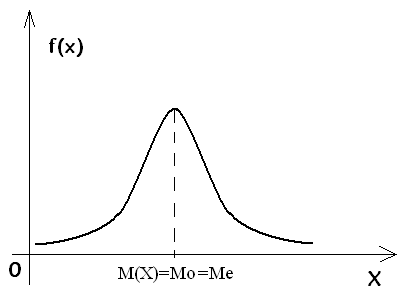 f(x)
0
X
M(X)=Mo=Me